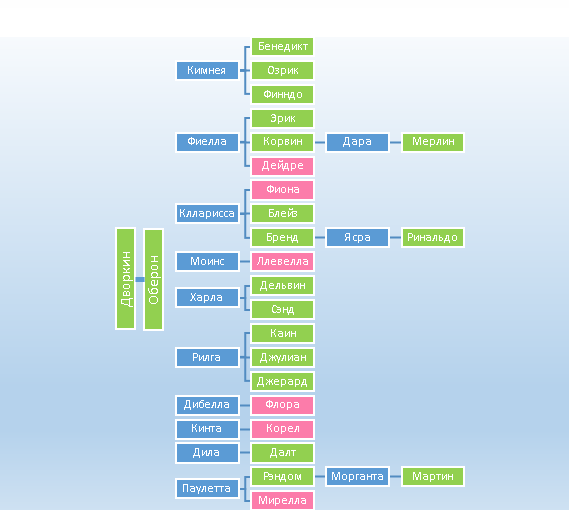 Дворкин
Оберон
Кимнея
Бенедикт
Озрик
Финндо
Фиелла
Эрик
Корвин
Дара
Мерлин
Дейдре
Клларисса
Фиона
Блейз
Бренд
Ясра
Ринальдо
Моинс
Ллевелла
Харла
Дельвин
Сэнд
Рилга
Каин
Джулиан
Джерард
Дибелла
Флора
Кинта
Корел
Дила
Далт
Паулетта
Рэндом
Морганта
Мартин
Мирелла